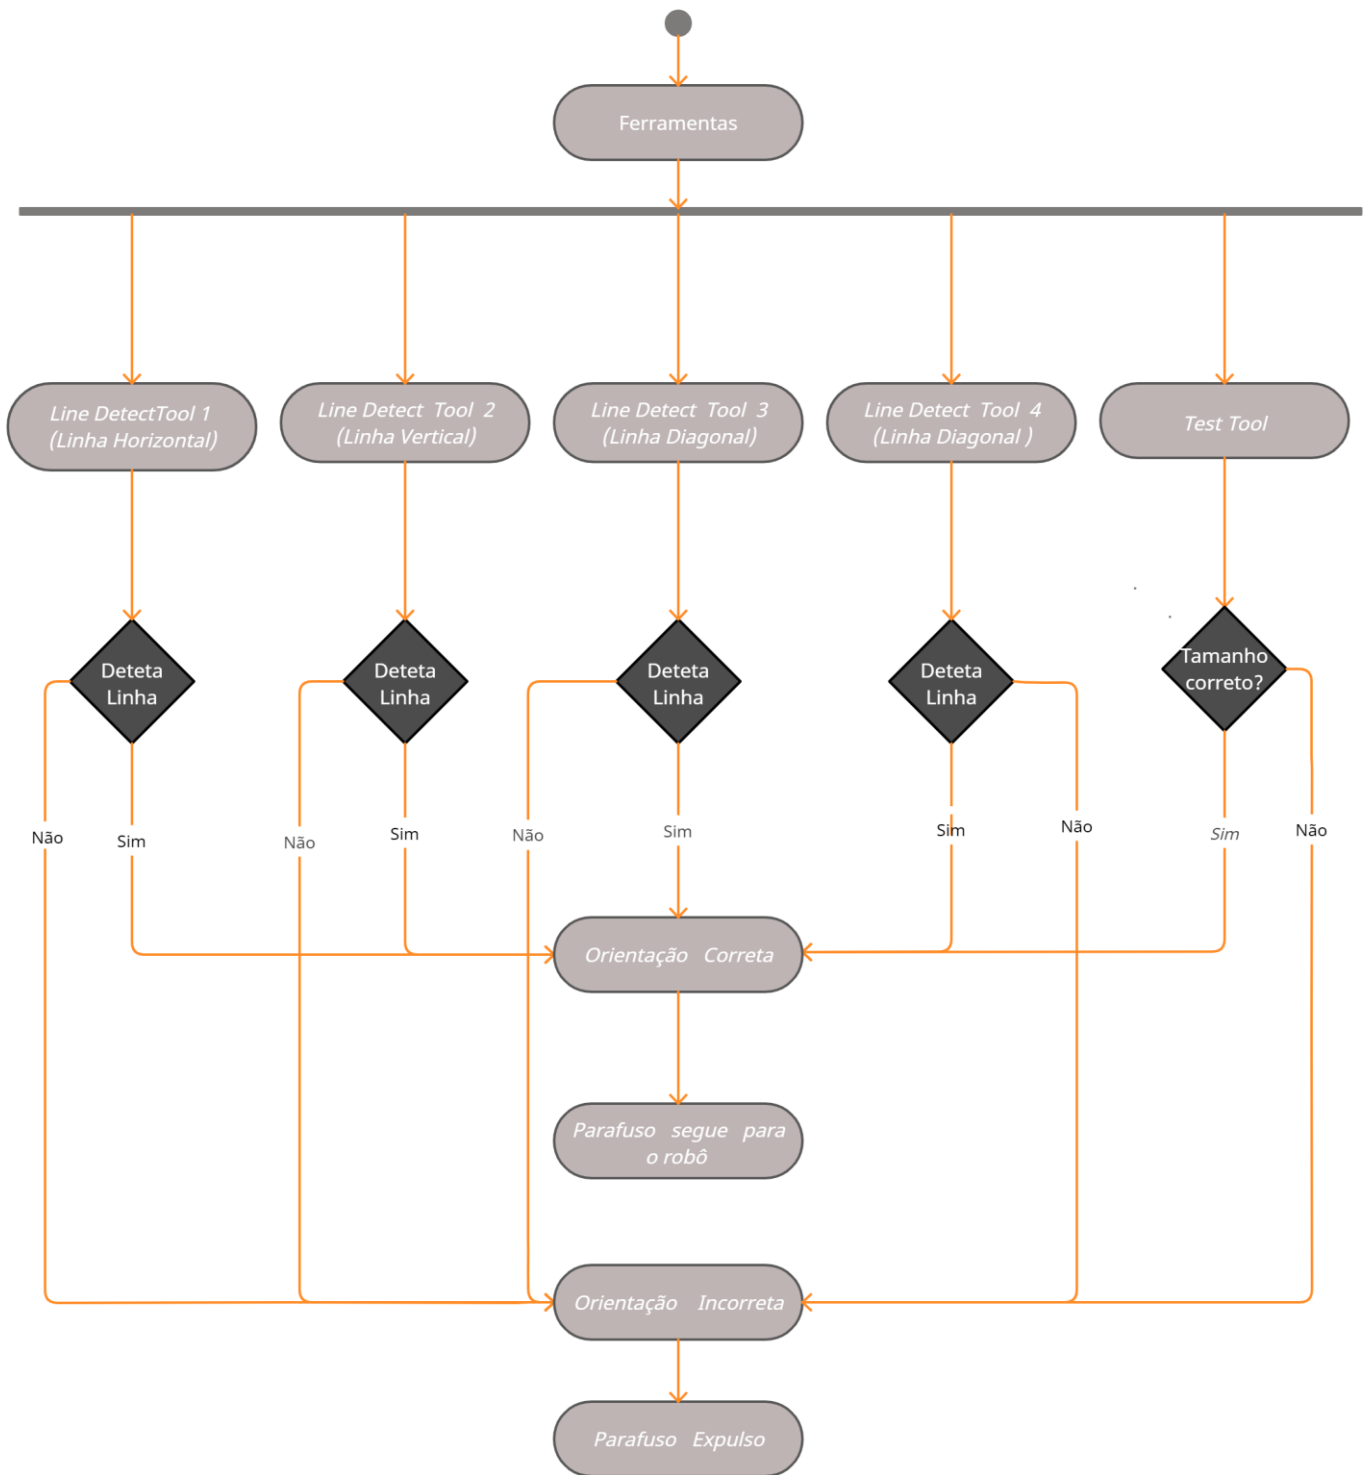 Ferramentas
Line DetectTool 1
(Linha Horizontal)
Line Detect Tool 2
(Linha Vertical)
Line Detect Tool 3
(Linha Diagonal)
Line Detect Tool 4
(Linha Diagonal )
Test Tool
Deteta
Linha
Deteta
Linha
Deteta
Linha
Deteta
Linha
Tamanho
correto?
Não
Sim
Não
Sim
Não
Sim
Sim
Não
Sim
Não
Orientação Correta
Parafuso segue para
o robô
Orientação Incorreta
Parafuso Expulso